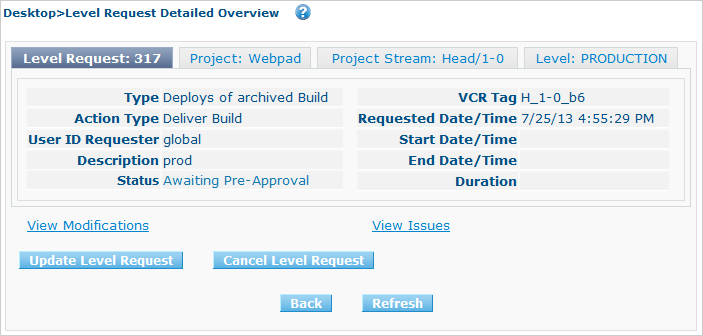 Desktop>Level Request Detailed Overview ?
Level Request: 317 Project: Webpad Project Stream: Head/1-0 Level: PRODUCTION
Type Deploys of archived Build VCR Tag H_1-0_b6
Action Type Deliver Build Requested Date/Time 7/25/13 4:55:29 PM
User ID Requester global Start Date/Time
Description prod End Date/Time
Status Awaiting Pre-Approval Duration
View Modifications View Issues
Update Level Request Cancel Level Request
Back Refresh